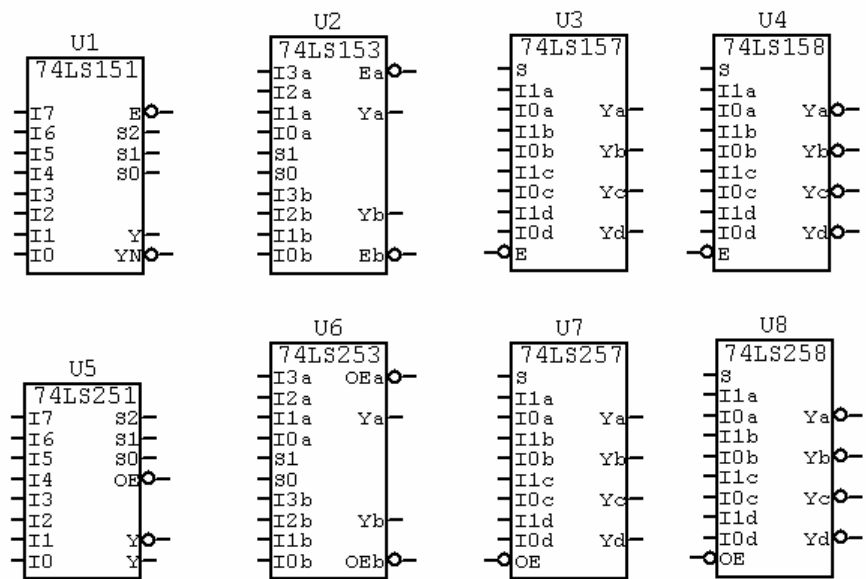 U1
74LS151
I7 E
I6 S2
I5 S1
I4 S0
I3
I2
I1 Y
I0 YN
U2
74LS153
I3a Ea
I2a
I1a Ya
I0a
S1
S0
I3b
I2b Yb
I1b
I0b Eb
U3
74LS157
S
I1a
I0a Ya
I1b
I0b Yb
I1c
I0c Yc
I1d
I0d Yd
E
U4
74LS158
S
I1a
I0a Ya
I1b
I0b Yb
I1c
I0c Yc
I1d
I0d Yd
E
U5
74LS251
I7 S2
I6 S1
I5 S0
I4 OE
I3
I2
I1 Y
I0 Y
U6
74LS253
I3a OEa
I2a
I1a Ya
I0a
S1
S0
I3b
I2b Yb
I1b
I0b OEb
U7
74LS257
S
I1a
I0a Ya
I1b
I0b Yb
I1c
I0c Yc
I1d
I0d Yd
OE
U8
74LS258
S
I1a
I0a Ya
I1b
I0b Yb
I1c
I0c Yc
I1d
I0d Yd
OE